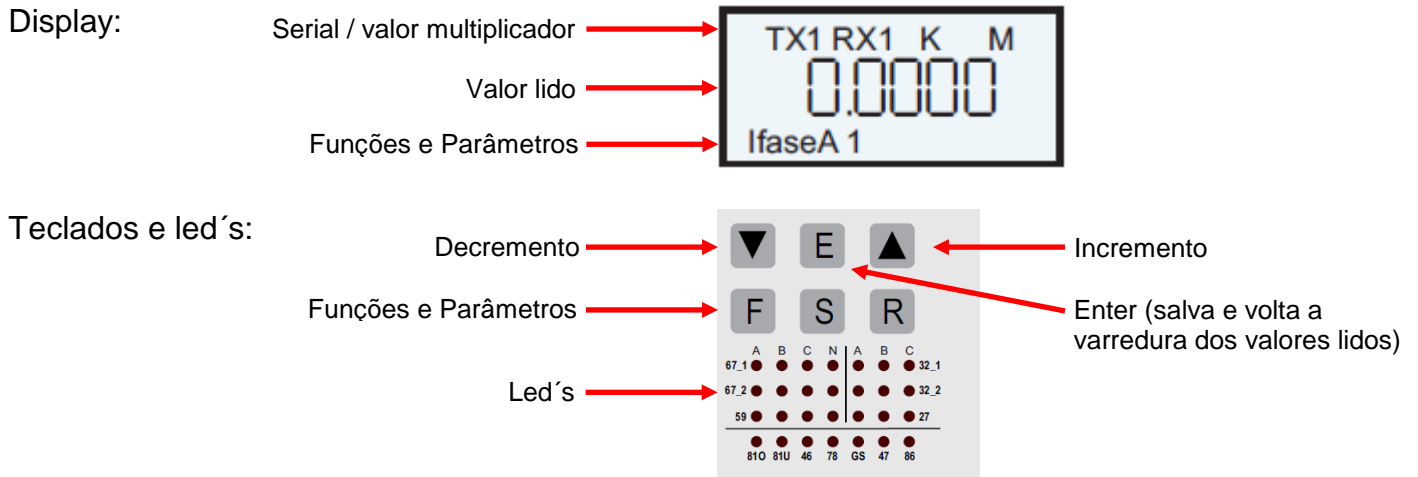 Display:
Serial / valor multiplicador
TX1 RX1 K M
Valor lido
0.0000
Funções e Parâmetros
IfaseA 1
Teclados e led´s:
Decremento
E
Incremento
Funções e Parâmetros
F S R
Enter (salva e volta a
varredura dos valores lidos)
A B C N A B C
67_1 32_1
Led´s
67_2 32_2
59 27
81O 81U 46 78 GS 47 86